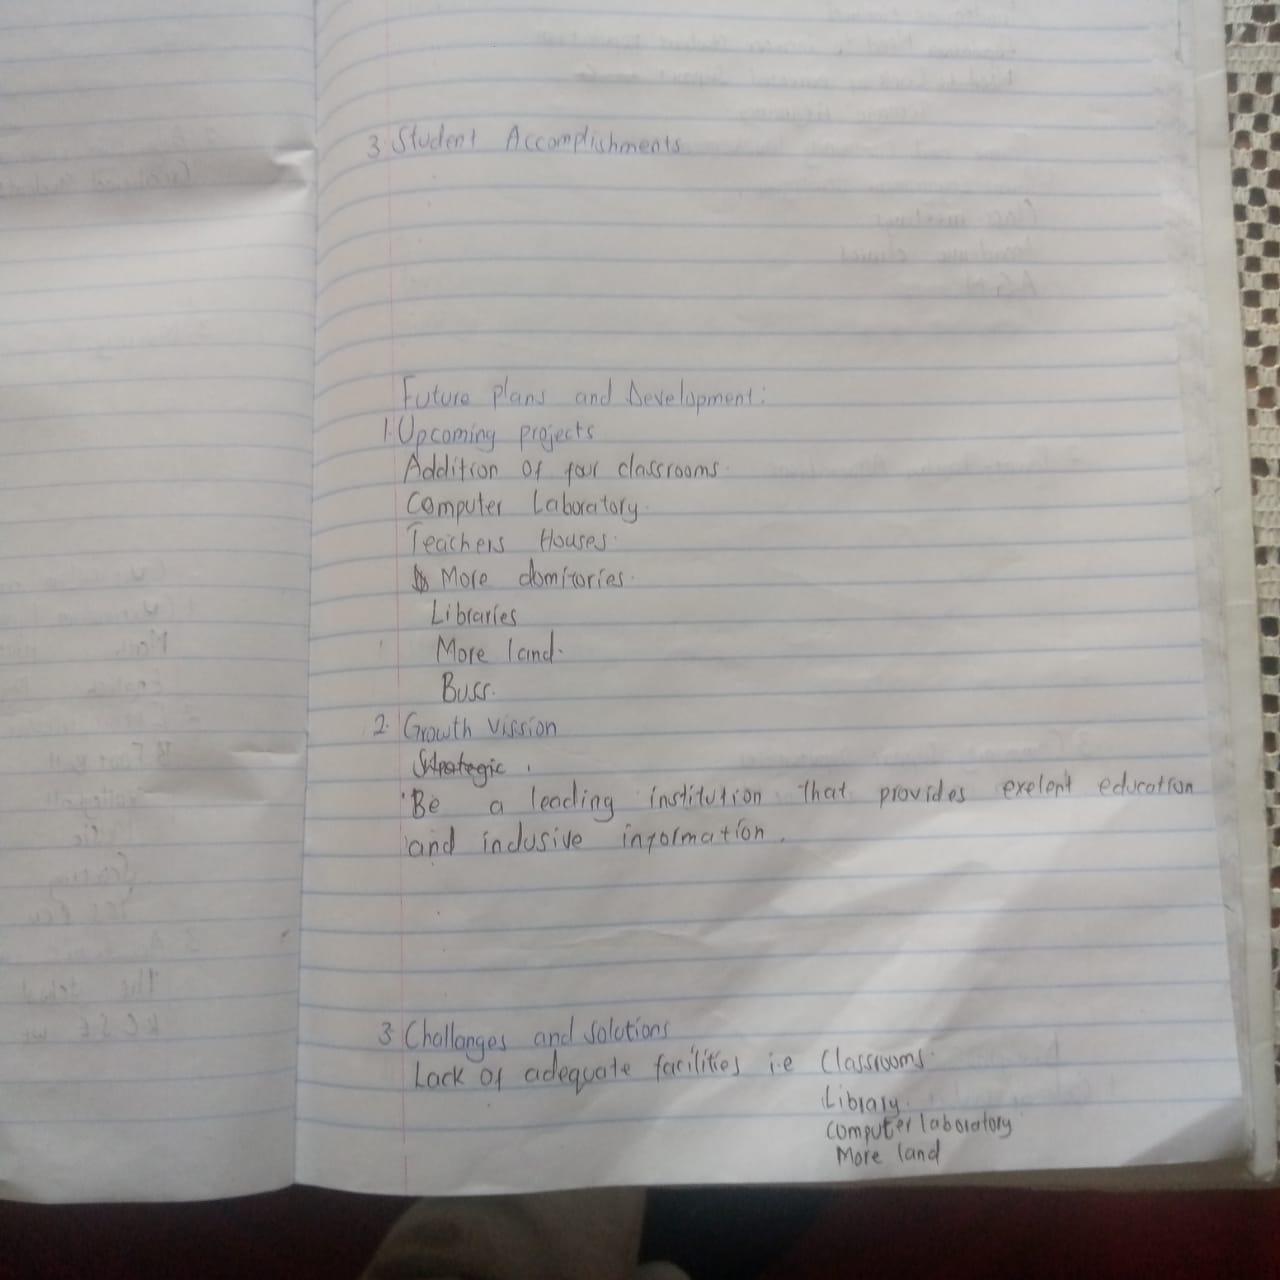 3 Student Accomplishments
Future plans and Development:
1. Upcoming projects
Addition of four classrooms.
Computer Laboratory.
Teachers Houses.
More domitories.
Libraries
More land.
Buss.
2. Growth vission
Strategic.
Be a leading institution that provides exelept education
and inclusive information.
3 Challanges and solutions
Lack of adequate facilities i.e Classrooms.
Library.
Computer laboratory
More land